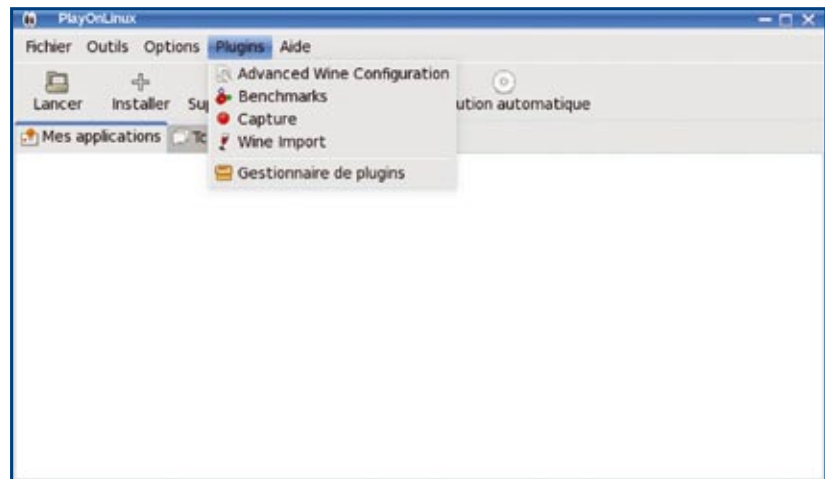 PlayOnLinux
Fichier Outils Options Plugins Aide
Advanced Wine Configuration
Benchmarks
Capture
Wine Import
Gestionnaire de plugins
Lancer Installer
automatique
Mes applications